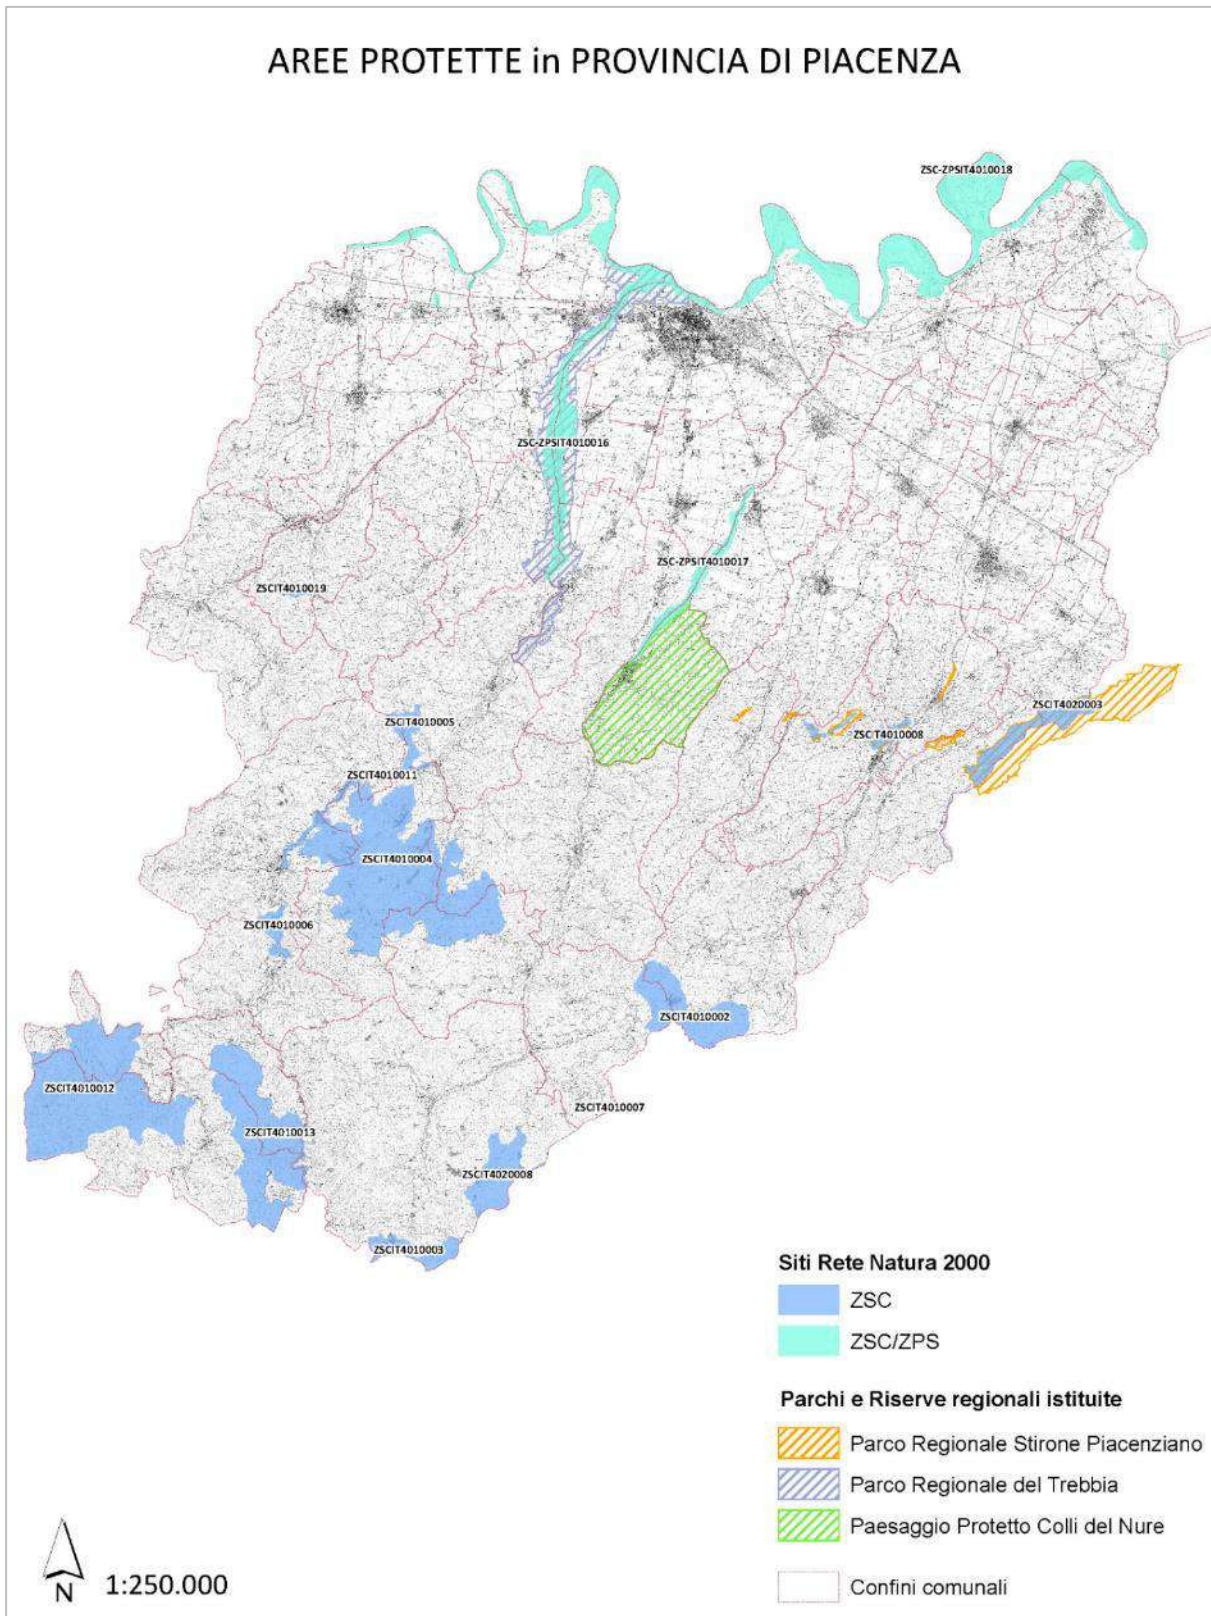 AREE PROTETTE in PROVINCIA DI PIACENZA
ZSC-ZPSIT4010018
ZSC-ZPSIT4010016
ZSC-ZPSIT4010017
ZSCIT4010019
ZSCIT4020003
ZSCIT4010005
ZSCIT4010008
ZSCIT4010011
ZSCIT4010004
ZSCIT4010006
ZSCIT4010002
ZSCIT4010012
ZSCIT4010007
ZSCIT4010013
ZSCIT4020008
ZSCIT4010003
Siti Rete Natura 2000
ZSC
ZSC/ZPS
Parchi e Riserve regionali istituite
Parco Regionale Stirone Piacenziano
Parco Regionale del Trebbia
Paesaggio Protetto Colli del Nure
Confini comunali
N
1:250.000